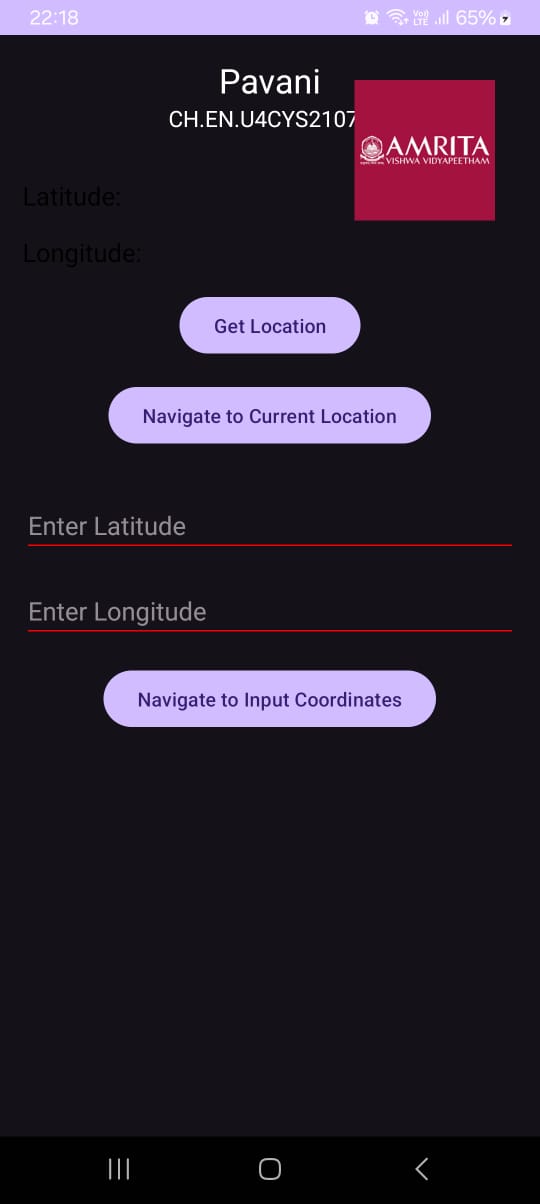 22:18
Vo) LTE 65%
Pavani
CH.EN.U4CYS2107
AMRITA
VISHWA VIDYAPEETHAM
Latitude:
Longitude:
Get Location
Navigate to Current Location
Enter Latitude
Enter Longitude
Navigate to Input Coordinates